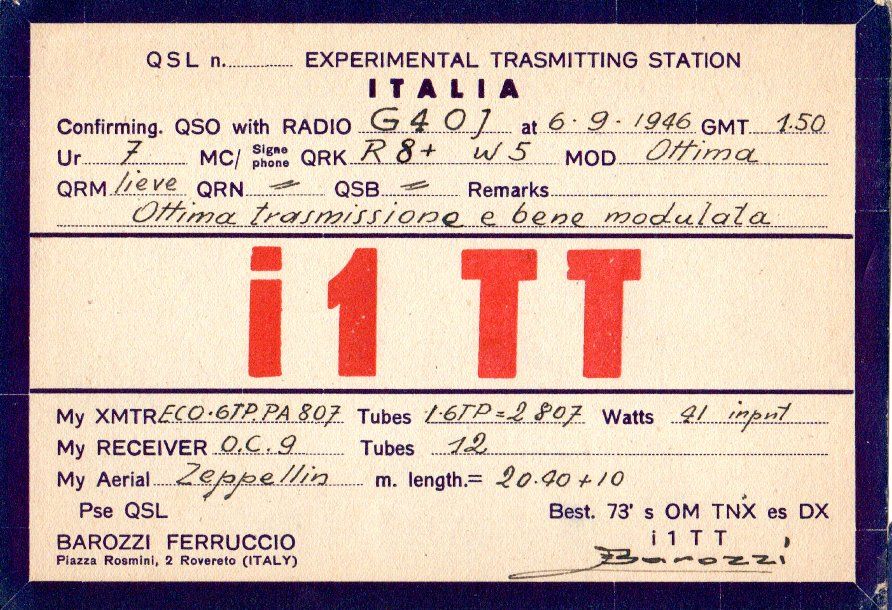 QSL n. EXPERIMENTAL TRASMITTING STATION
ITALIA
Confirming. QSO with RADIO G4OJ at 6·9·1946 GMT 1.50
Ur 7 MC/ Signe phone QRK R8+ W5 MOD Ottima
QRM lieve QRN = QSB = Remarks
Ottima trasmissione e bene modulata
i1TT
My XMTR ECO·6TP.PA 807 Tubes 1·6TP=2 807 Watts 41 input
My RECEIVER O.C.9 Tubes 12
My Aerial Zeppellin m. length.= 20.40+10
Pse QSL Best. 73' s OM TNX es DX
BAROZZI FERRUCCIO i1TT
Piazza Rosmini, 2 Rovereto (ITALY) Barozzi